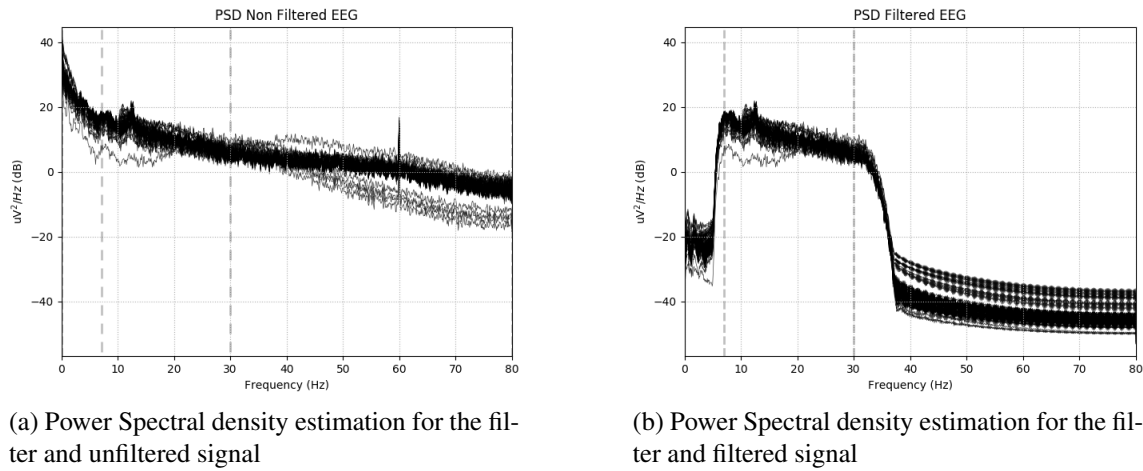 PSD Non Filtered EEG
40
20
0
−20
−40
uV²/Hz (dB)
0 10 20 30 40 50 60 70 80
Frequency (Hz)
(a) Power Spectral density estimation for the fil-
ter and unfiltered signal
PSD Filtered EEG
40
20
0
−20
−40
uV²/Hz (dB)
0 10 20 30 40 50 60 70 80
Frequency (Hz)
(b) Power Spectral density estimation for the fil-
ter and filtered signal